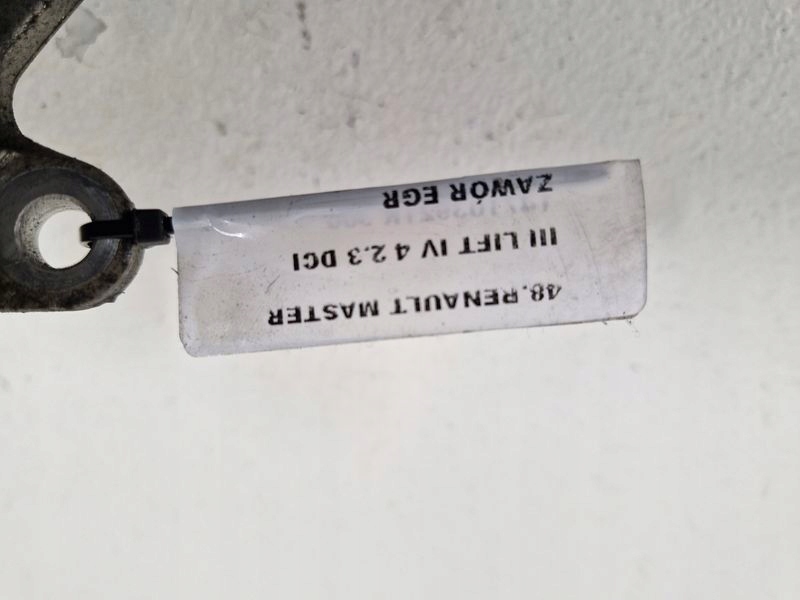 48.RENAULT MASTER
III LIFT IV 4 2.3 DCI
ZAWÓR EGR